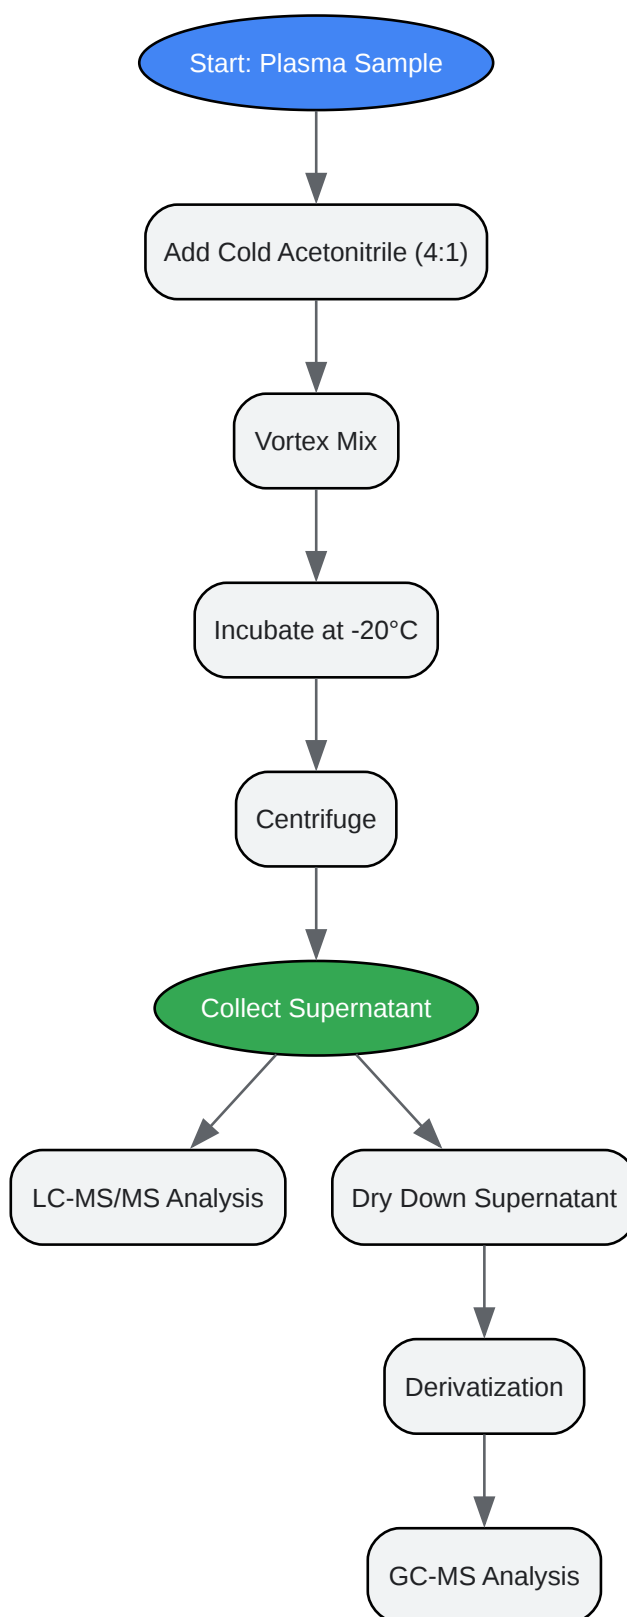 Start: Plasma Sample
Add Cold Acetonitrile (4:1)
Vortex Mix
Incubate at -20°C
Centrifuge
Collect Supernatant
LC-MS/MS Analysis
Dry Down Supernatant
Derivatization
GC-MS Analysis